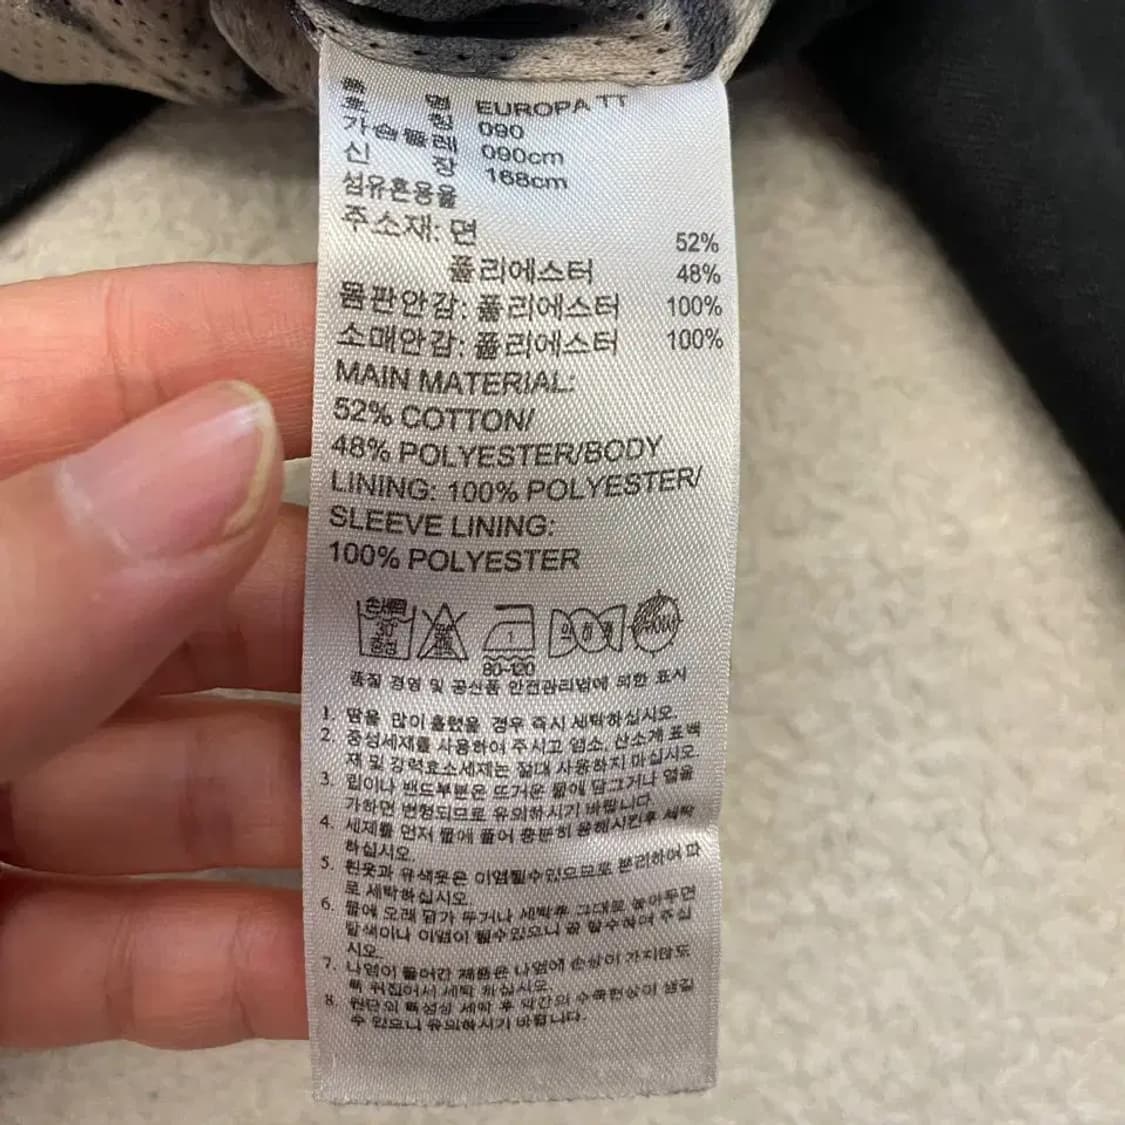 품 명 EUROPA TT
호 칭 090
가슴둘레 090cm
신 장 168cm
섬유혼용율
주소재: 면 52%
폴리에스터 48%
몸판안감: 폴리에스터 100%
소매안감: 폴리에스터 100%
MAIN MATERIAL:
52% COTTON/
48% POLYESTER/BODY
LINING: 100% POLYESTER/
SLEEVE LINING:
100% POLYESTER
손세탁
30
중성
1
80~120
품질 경영 및 공산품 안전관리법에 의한 표시
1. 땀을 많이 흘렸을 경우 즉시 세탁하십시오.
2. 중성세제를 사용하여 주시고 염소, 산소계 표백
제 및 강력효소세제는 절대 사용하지 마십시오.
3. 립이나 밴드부분은 뜨거운 물에 담그거나 열을
가하면 변형되므로 유의하시기 바랍니다.
4. 세제를 먼저 물에 풀어 충분히 용해시킨후 세탁
하십시오.
5. 흰옷과 유색옷은 이염될수있으므로 분리하여 따
로 세탁하십시오
6. 물에 오래 담가 두거나 세탁후 그대로 놓아두면
탈색이나 이염이 될수있으니 꼭 탈수하여 주십
시오.
7. 나염이 들어간 제품은 나염에 손상이 가지않도
록 뒤집어서 세탁 하십시오.
8. 원단의 특성상 세탁 후 약간의 수축현상이 생길
수 있으니 유의하시기 바랍니다.